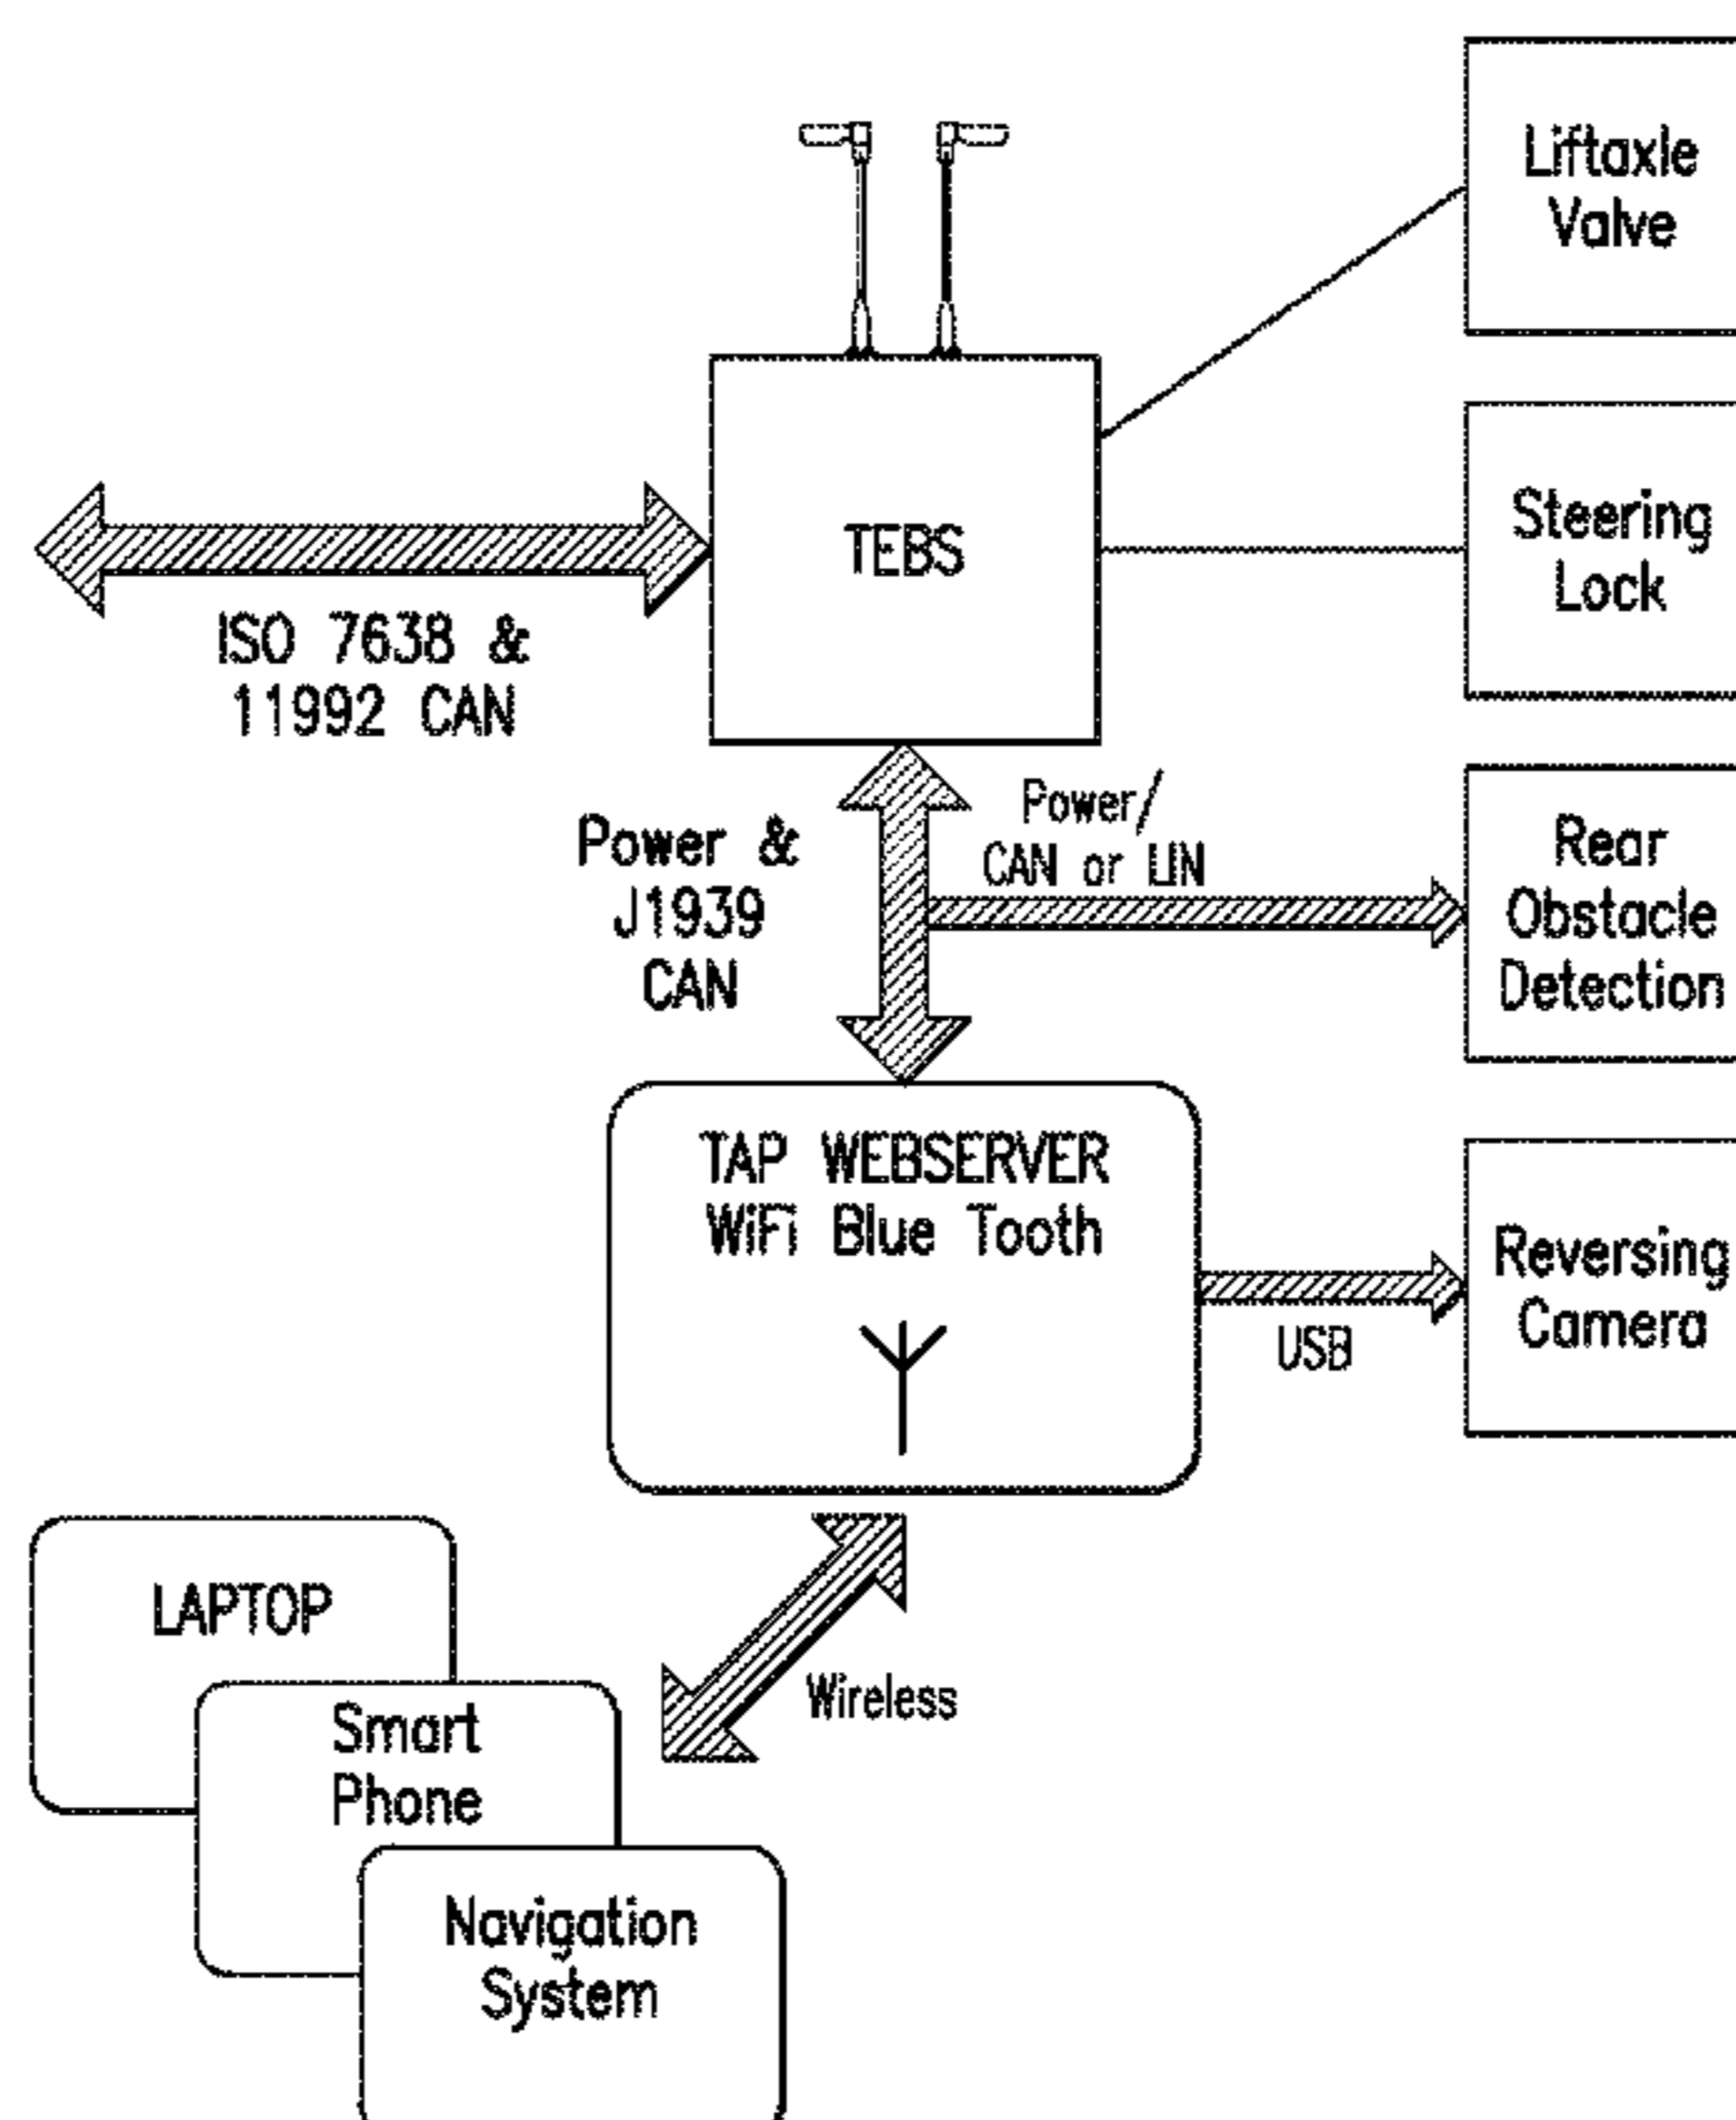 Liftaxle
Valve
TEBS
Steering
Lock
ISO 7638 &
11992 CAN
Power &
J1939
CAN
Power/
CAN or LIN
Rear
Obstacle
Detection
TAP WEBSERVER
WiFi Blue Tooth
USB
Reversing
Camera
LAPTOP
Smart
Phone
Navigation
System
Wireless